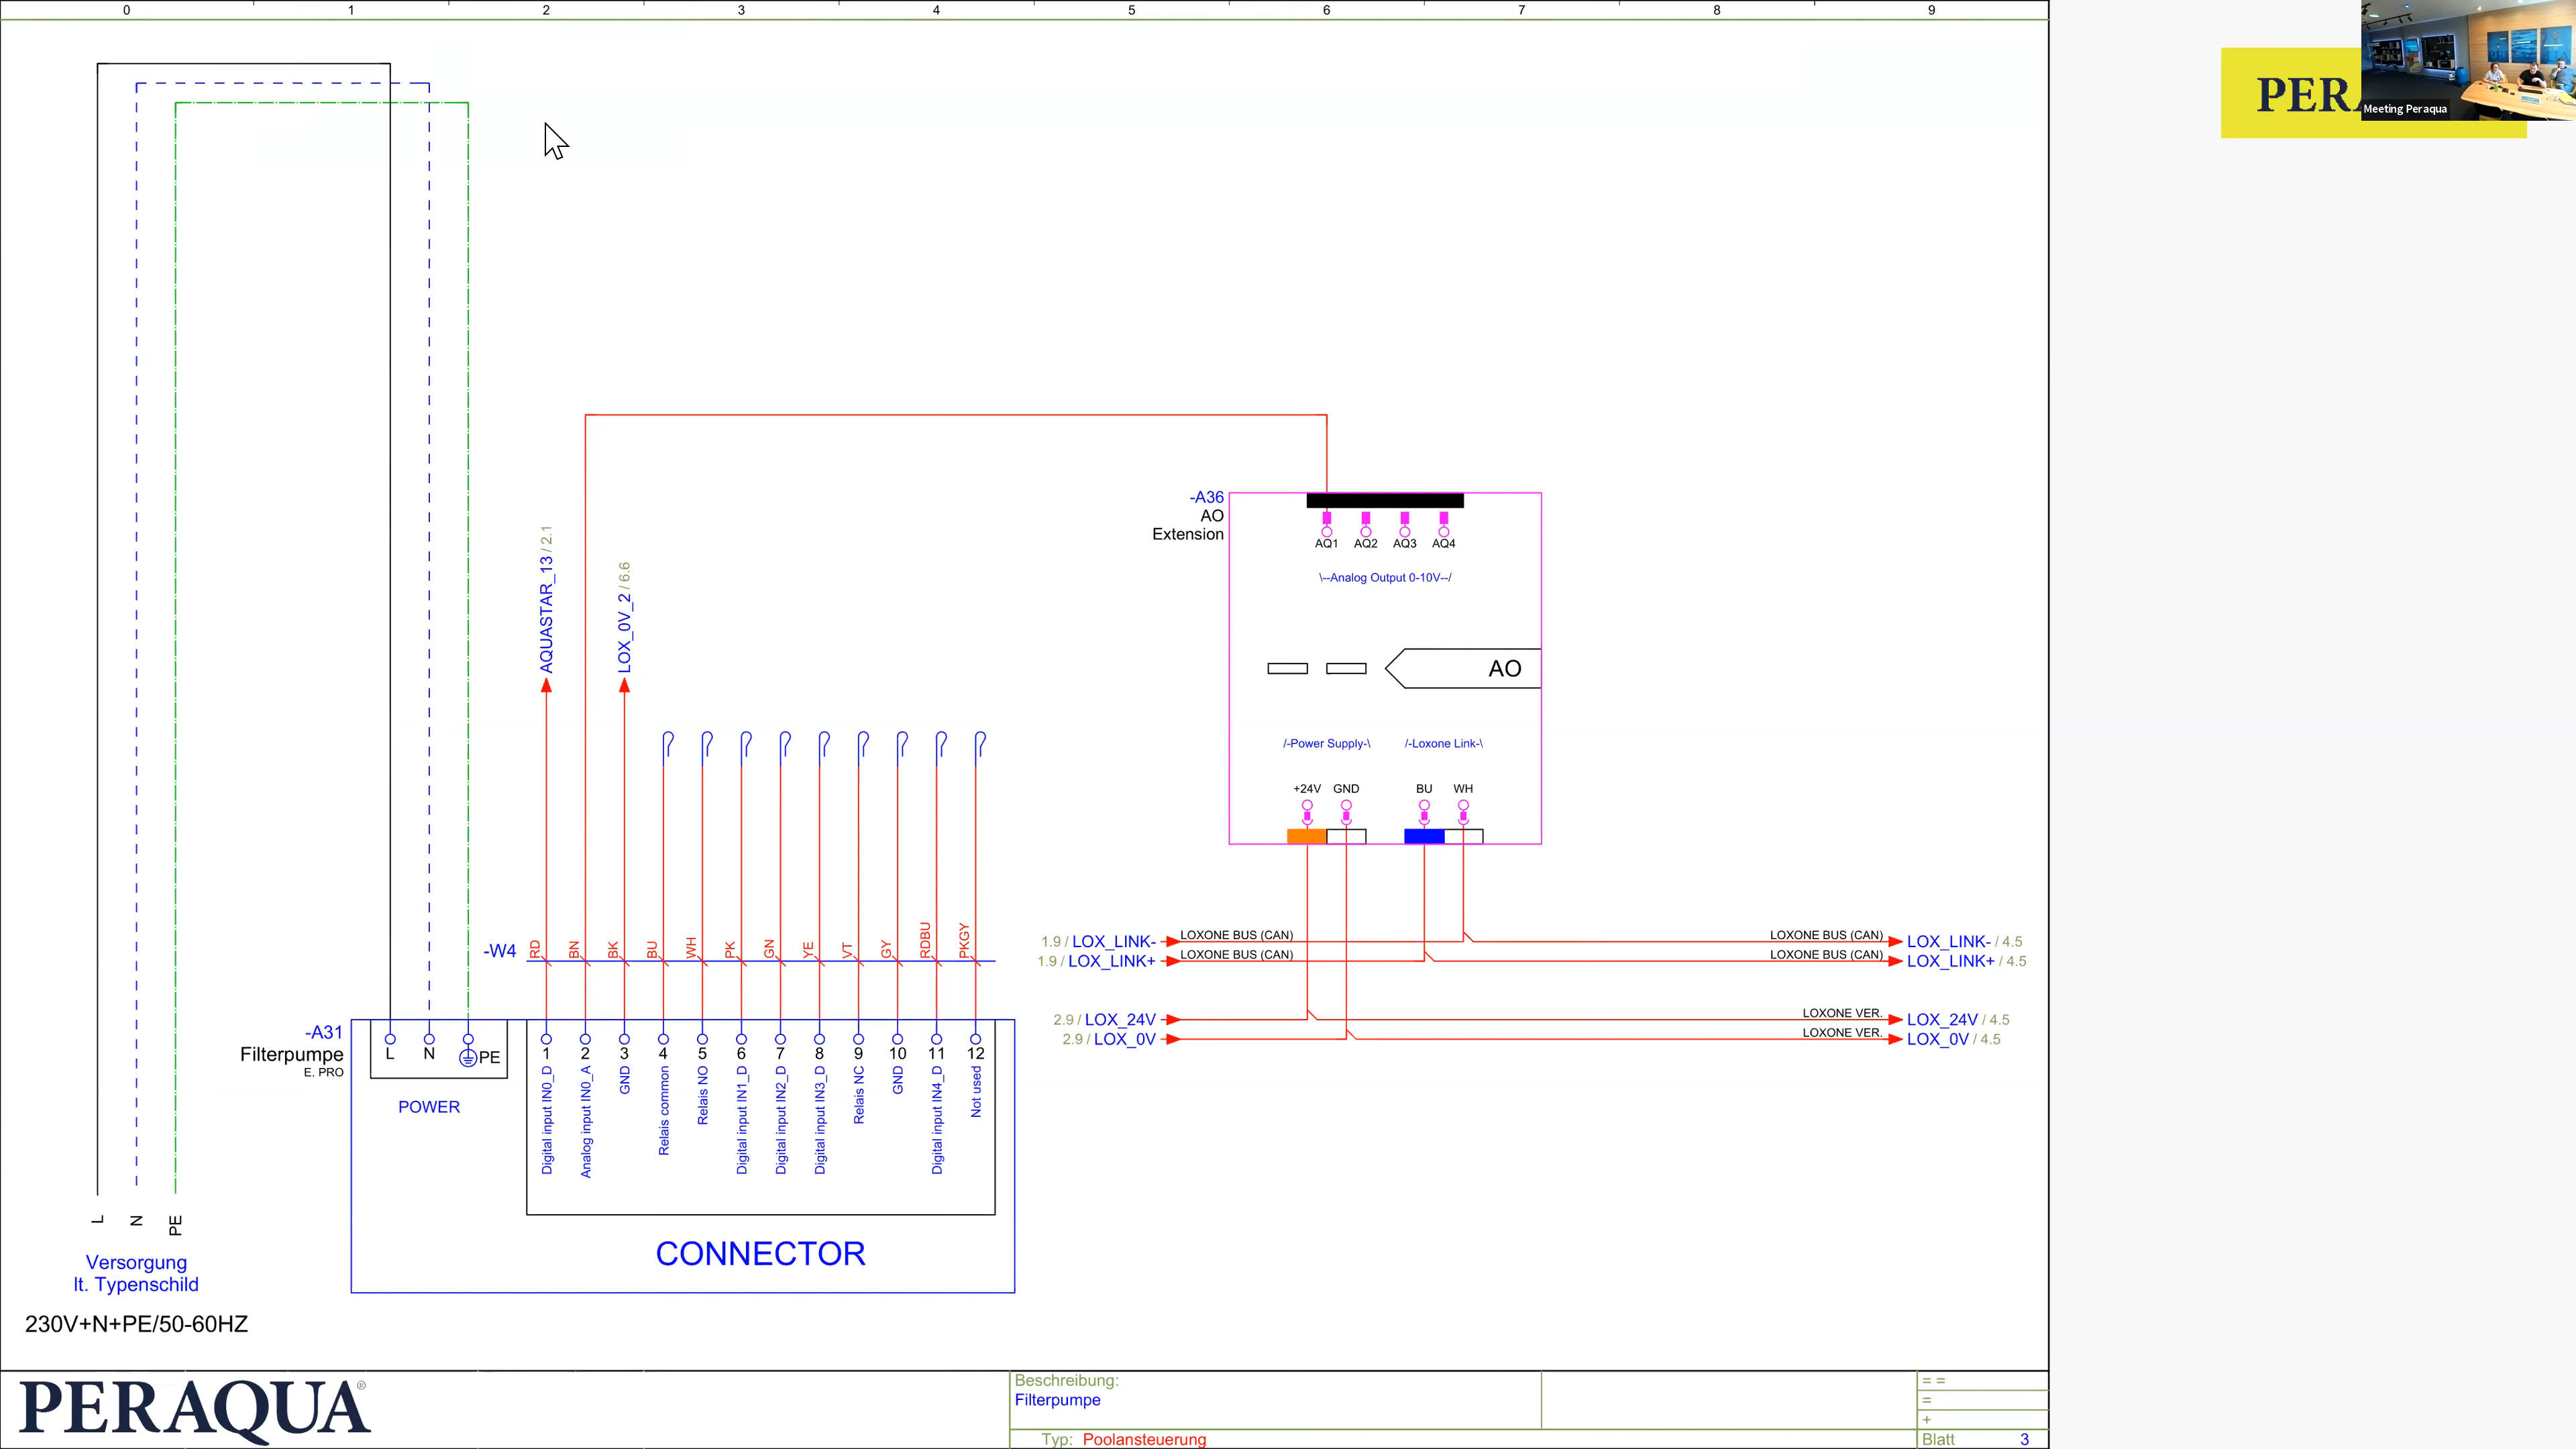 0 1 2 3 4 5 6 7 8 9
Meeting Peraqua
-A36
AO
Extension
AQ1 AQ2 AQ3 AQ4
\--Analog Output 0-10V--/
AO
/-Power Supply-\ /-Loxone Link-\
+24V GND BU WH
AQUASTAR_13 / 2.1
LOX_0V_2 / 6.6
-W4 RD BN BK BU WH PK GN YE VT GY RDBU PKGY
1.9 / LOX_LINK- LOXONE BUS (CAN) LOXONE BUS (CAN) LOX_LINK- / 4.5
1.9 / LOX_LINK+ LOXONE BUS (CAN) LOXONE BUS (CAN) LOX_LINK+ / 4.5
2.9 / LOX_24V LOXONE VER. LOX_24V / 4.5
2.9 / LOX_0V LOXONE VER. LOX_0V / 4.5
-A31
Filterpumpe
E. PRO
L N PE
POWER
1 2 3 4 5 6 7 8 9 10 11 12
Digital input IN0_D
Analog input IN0_A
GND
Relais common
Relais NO
Digital input IN1_D
Digital input IN2_D
Digital input IN3_D
Relais NC
GND
Digital input IN4_D
Not used
CONNECTOR
L N PE
Versorgung
lt. Typenschild
230V+N+PE/50-60HZ
PERAQUA®
Beschreibung:
Filterpumpe
Typ: Poolansteuerung
= =
=
+
Blatt 3